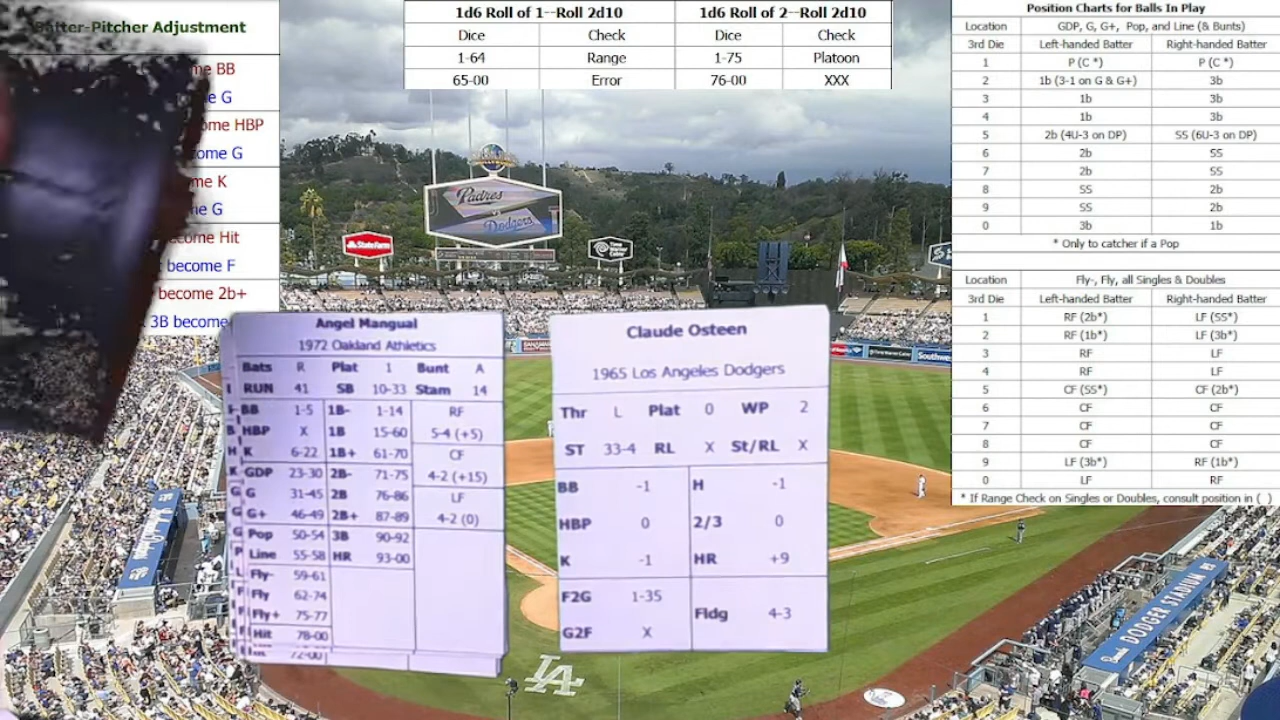 Batter-Pitcher Adjustment
me BB
e G
ome HBP
come G
me K
ne G
ecome Hit
become F
become 2b+
3B become
1d6 Roll of 1--Roll 2d10 1d6 Roll of 2--Roll 2d10
Dice Check Dice Check
1-64 Range 1-75 Platoon
65-00 Error 76-00 XXX
Position Charts for Balls In Play
Location GDP, G, G+, Pop, and Line (& Bunts)
3rd Die Left-handed Batter Right-handed Batter
1 P (C *) P (C *)
2 1b (3-1 on G & G+) 3b
3 1b 3b
4 1b 3b
5 2b (4U-3 on DP) SS (6U-3 on DP)
6 2b SS
7 2b SS
8 SS 2b
9 SS 2b
0 3b 1b
* Only to catcher if a Pop
Location Fly-, Fly, all Singles & Doubles
3rd Die Left-handed Batter Right-handed Batter
1 RF (2b*) LF (SS*)
2 RF (1b*) LF (3b*)
3 RF LF
4 RF LF
5 CF (SS*) CF (2b*)
6 CF CF
7 CF CF
8 CF CF
9 LF (3b*) RF (1b*)
0 LF RF
* If Range Check on Singles or Doubles, consult position in ( )
Padres
Dodgers
State Farm
Time Warner Cable
Southwest
Angel Mangual
1972 Oakland Athletics
Bats R Plat 1 Bunt A
RUN 41 SB 10-33 Stam 14
BB 1-5 1B- 1-14 RF
HBP X 1B 15-60 5-4 (+5)
K 6-22 1B+ 61-70 CF
GDP 23-30 2B- 71-75 4-2 (+15)
G 31-45 2B 76-86 LF
G+ 46-49 2B+ 87-89 4-2 (0)
Pop 50-54 3B 90-92
Line 55-58 HR 93-00
Fly- 59-61
Fly 62-74
Fly+ 75-77
Hit 78-00
72-00
Claude Osteen
1965 Los Angeles Dodgers
Thr L Plat 0 WP 2
ST 33-4 RL X St/RL X
BB -1 H -1
HBP 0 2/3 0
K -1 HR +9
F2G 1-35 Fldg 4-3
G2F X
LA
DODGER STADIUM